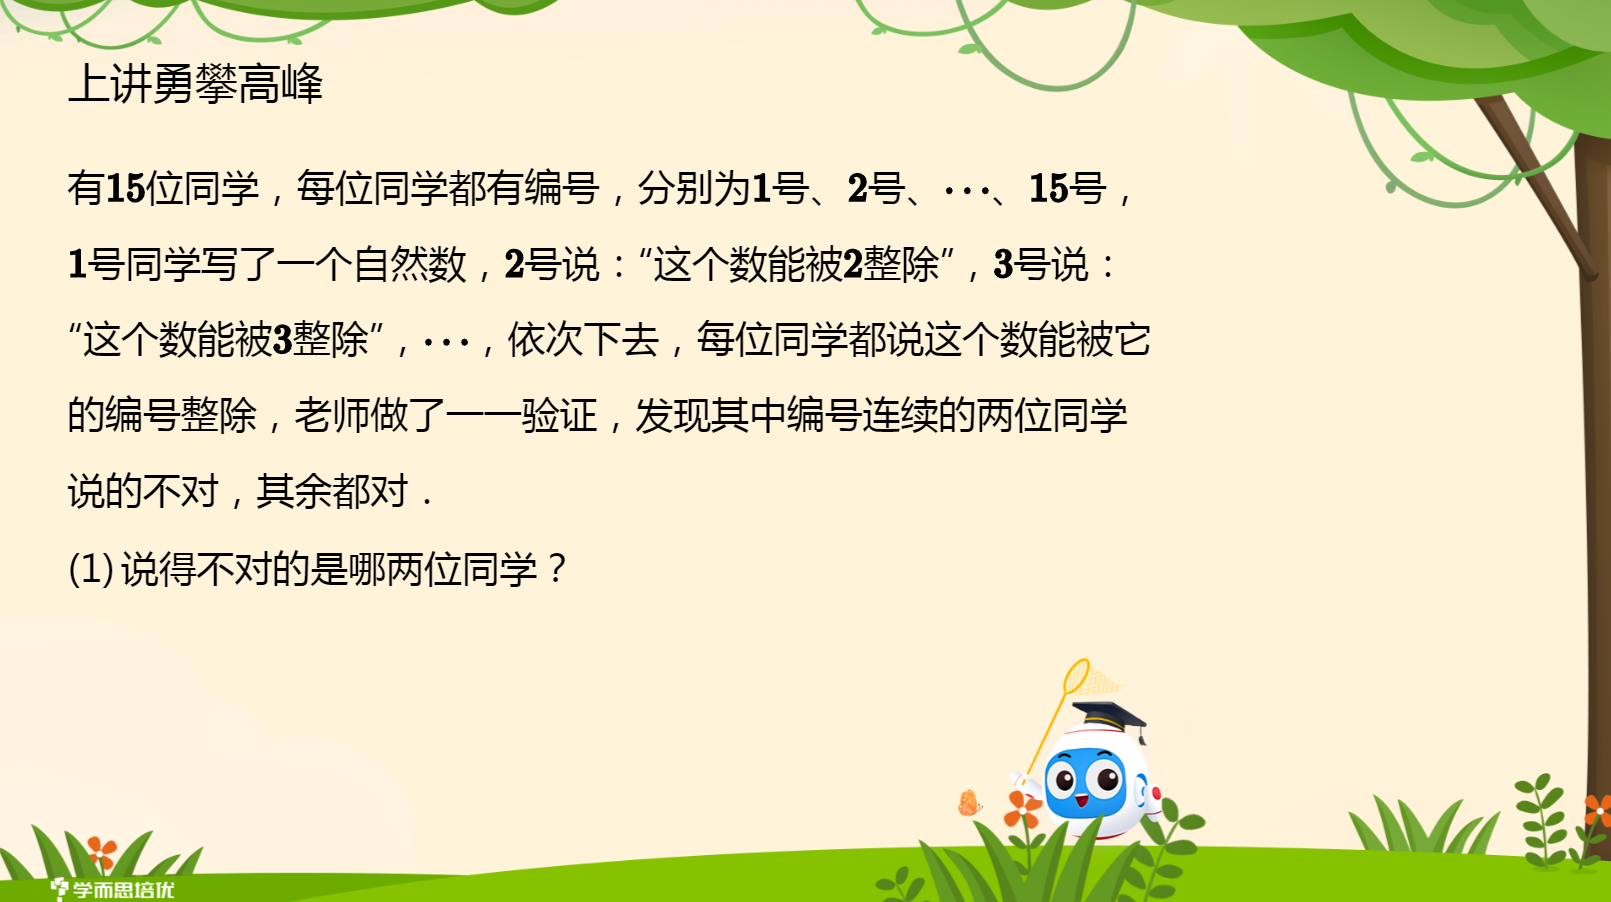 上讲勇攀高峰
有15位同学，每位同学都有编号，分别为1号、2号、···、15号，
1号同学写了一个自然数，2号说：“这个数能被2整除”，3号说：
“这个数能被3整除”，···，依次下去，每位同学都说这个数能被它
的编号整除，老师做了一一验证，发现其中编号连续的两位同学
说的不对，其余都对．
(1)说得不对的是哪两位同学？
学而思培优